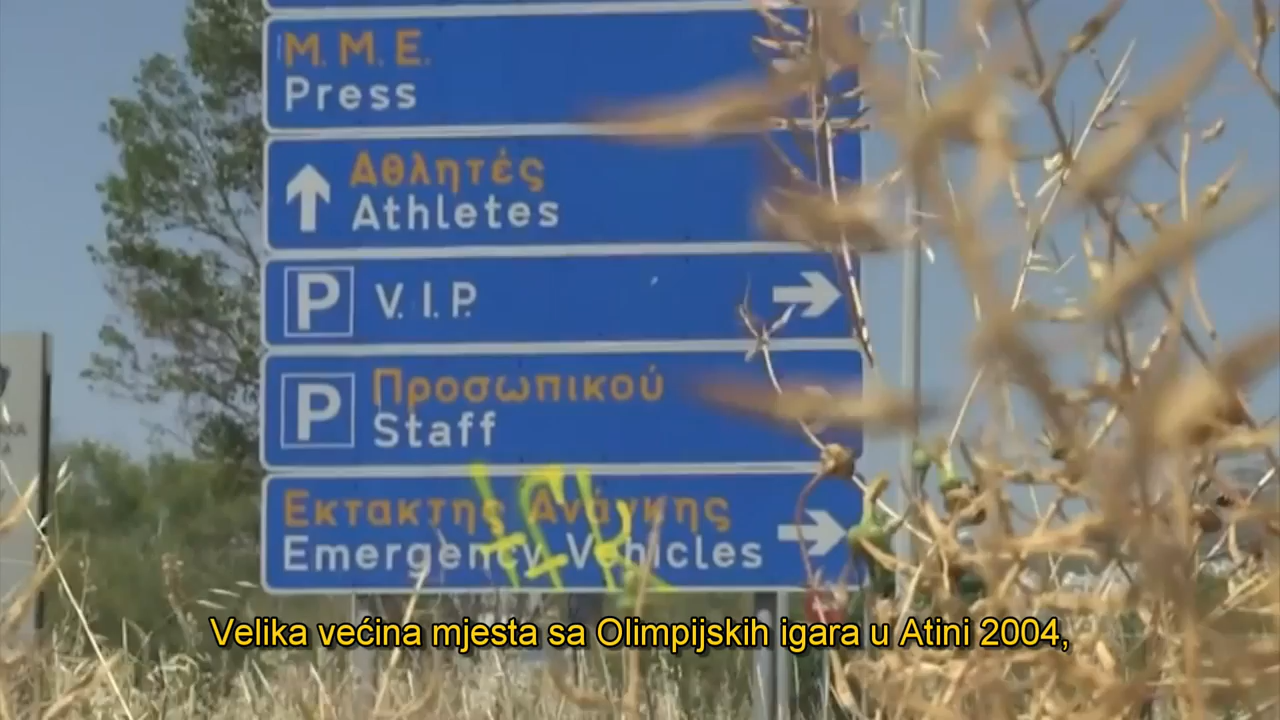 Μ. Μ. Ε.
Press
Αθλητές
Athletes
P V. I. P.
Προσωπικού
P Staff
Εκτακτης Ανάγκης
Emergency Vehicles
Velika većina mjesta sa Olimpijskih igara u Atini 2004,